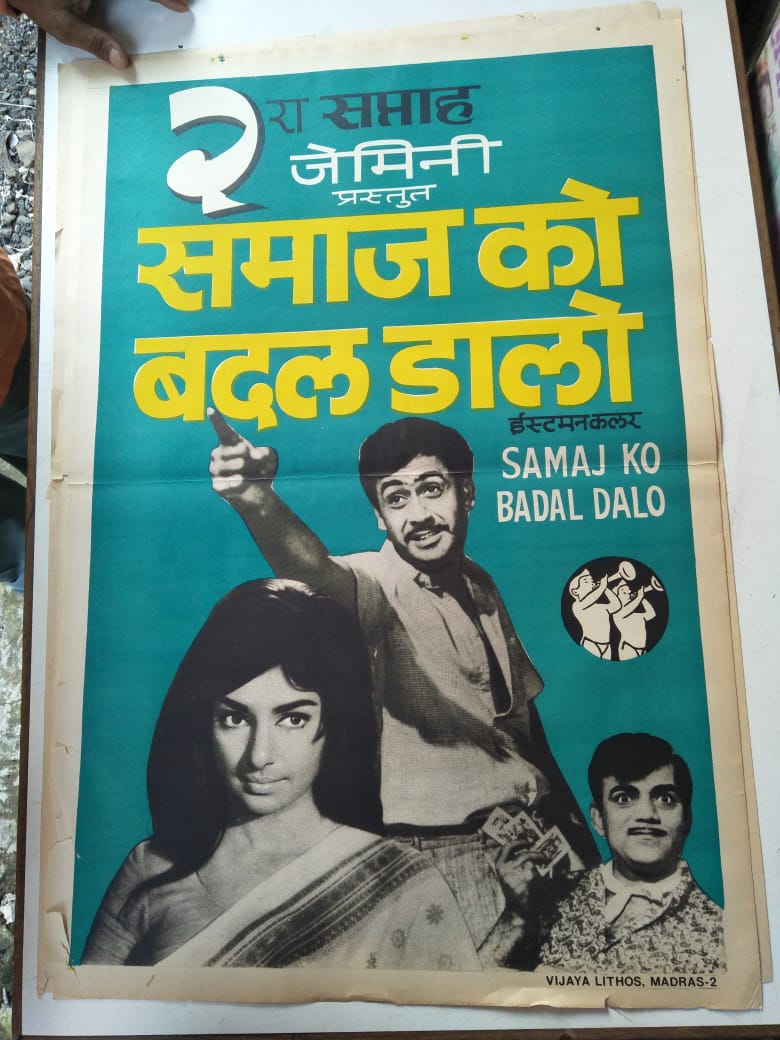 २रा सप्ताह
जेमिनी
प्रस्तुत
समाज को
बदल डालो
ईस्टमनकलर
SAMAJ KO
BADAL DALO
VIJAYA LITHOS, MADRAS-2